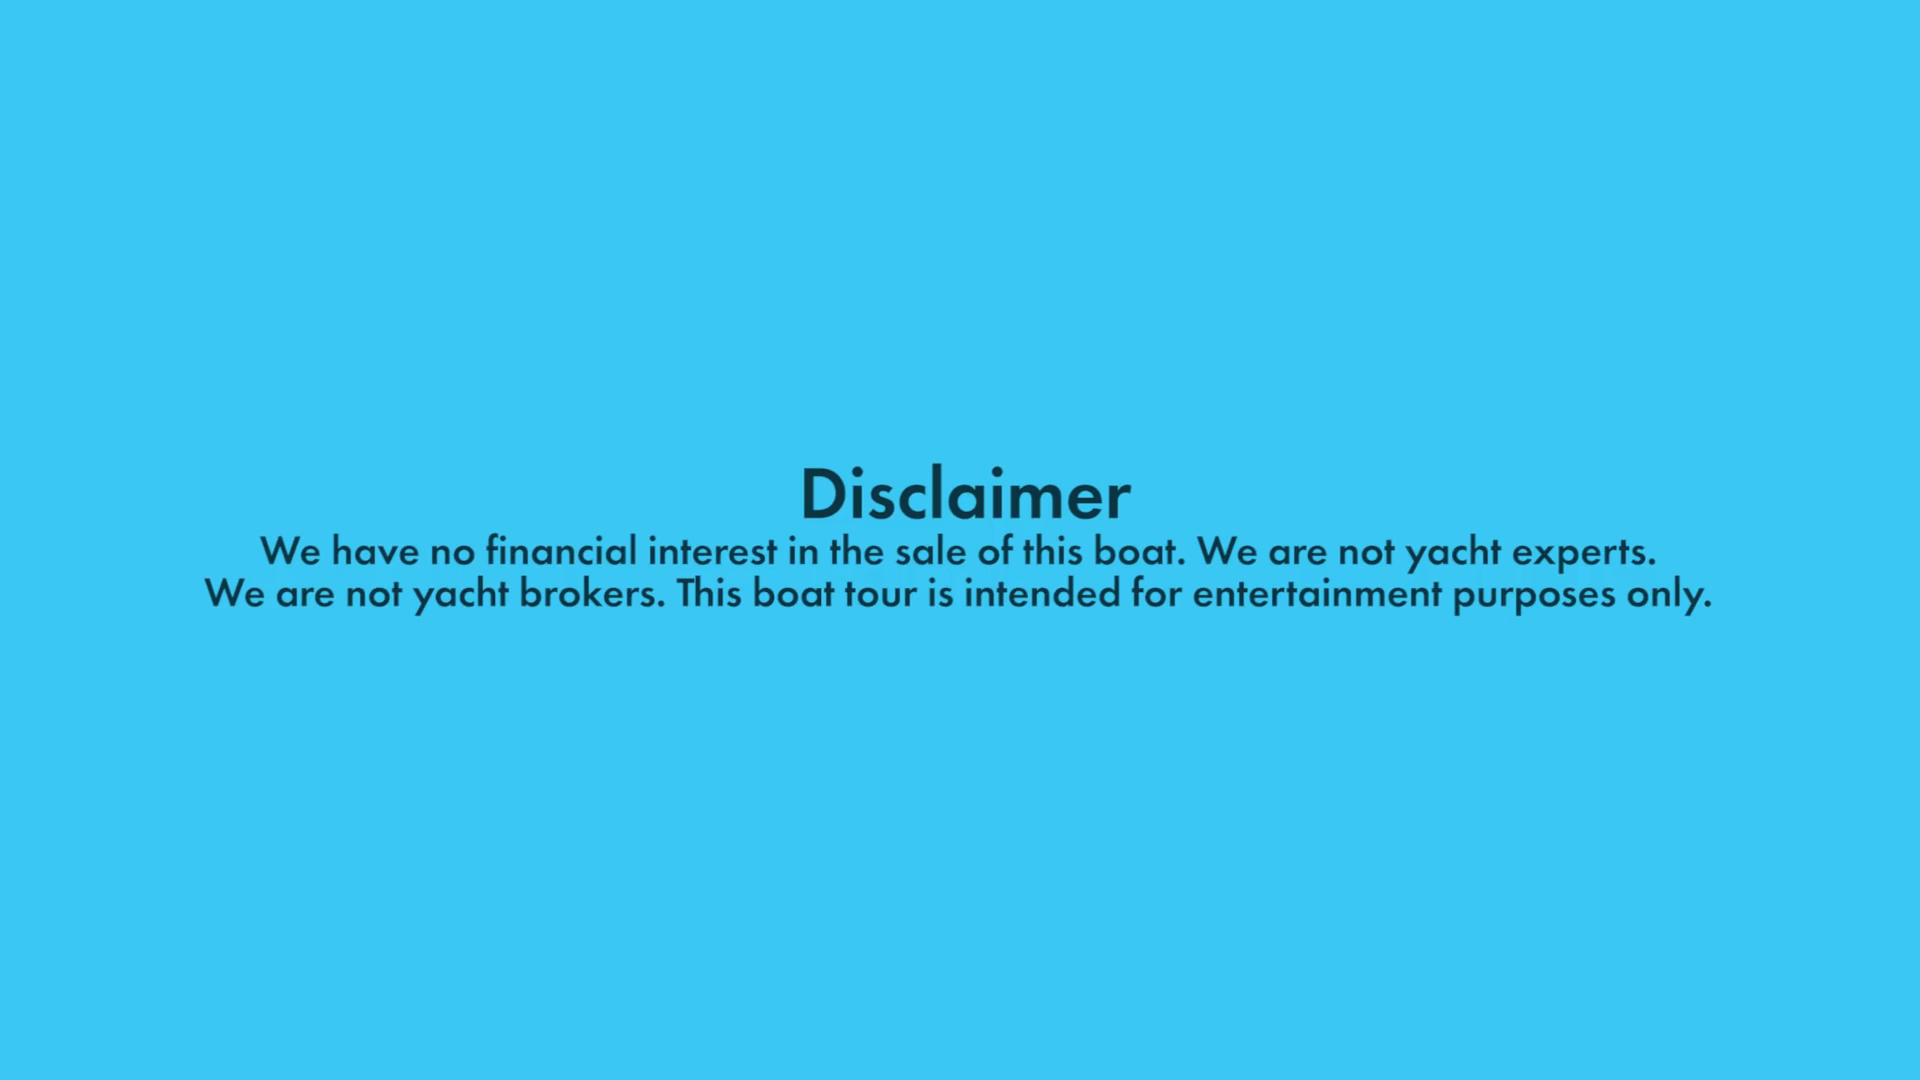 Disclaimer
We have no financial interest in the sale of this boat. We are not yacht experts.
We are not yacht brokers. This boat tour is intended for entertainment purposes only.